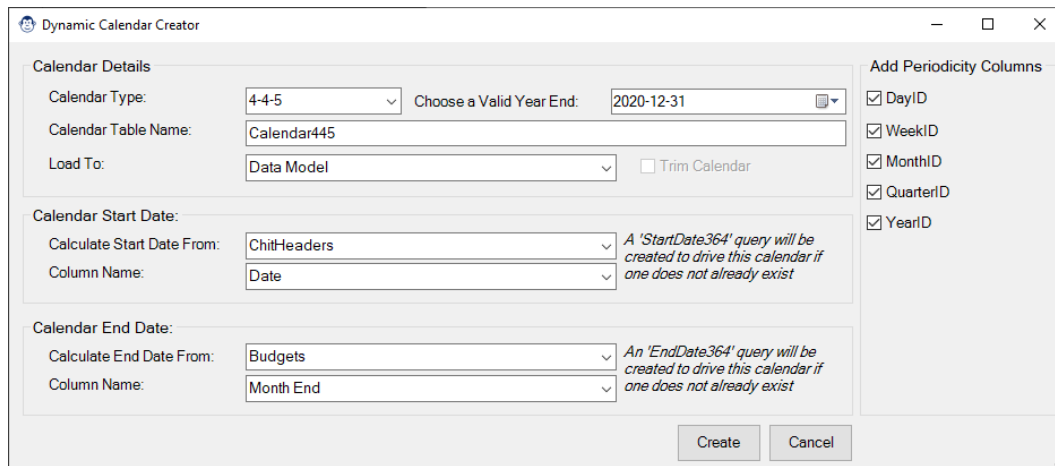 Dynamic Calendar Creator
Calendar Details
Calendar Type:
4-4-5
Choose a Valid Year End:
2020-12-31
Calendar Table Name:
Calendar445
Load To:
Data Model
Trim Calendar
Calendar Start Date:
Calculate Start Date From:
ChitHeaders
Column Name:
Date
A 'StartDate364' query will be
created to drive this calendar if
one does not already exist
Calendar End Date:
Calculate End Date From:
Budgets
Column Name:
Month End
An 'EndDate364' query will be
created to drive this calendar if
one does not already exist
Add Periodicity Columns
DayID
WeekID
MonthID
QuarterID
YearID
Create
Cancel